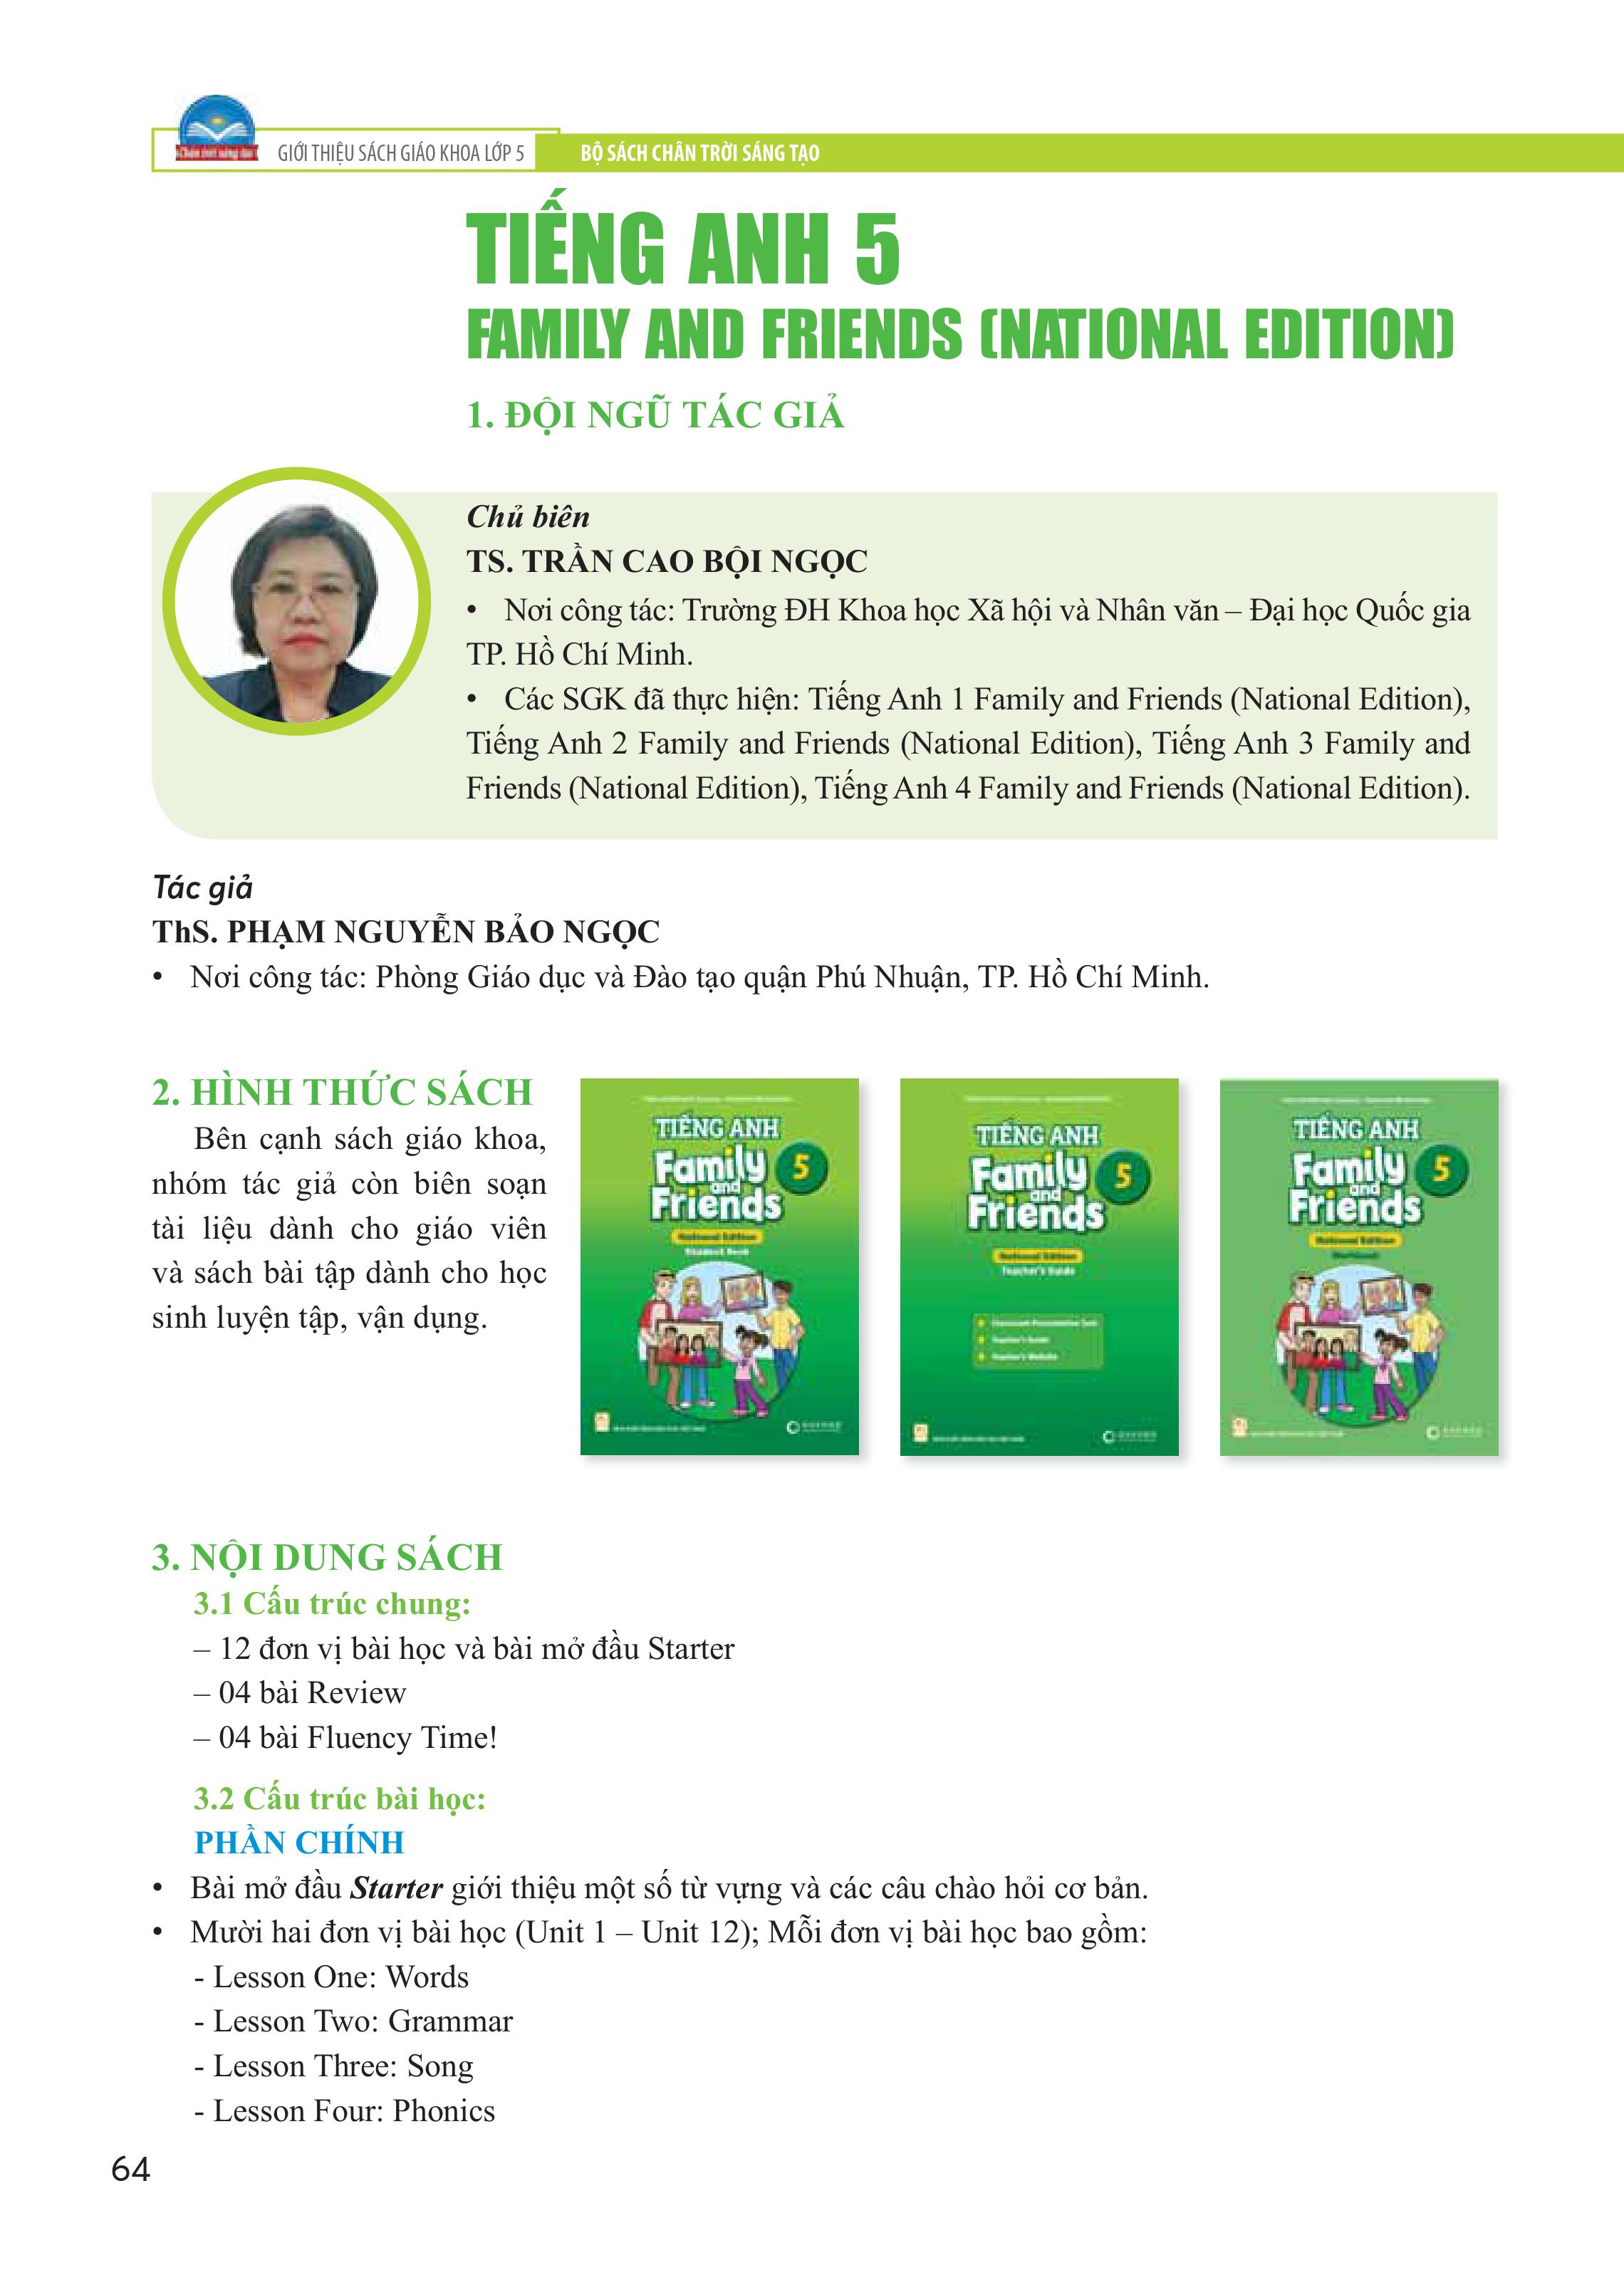 GIỚI THIỆU SÁCH GIÁO KHOA LỚP 5
BỘ SÁCH CHÂN TRỜI SÁNG TẠO
TIẾNG ANH 5
FAMILY AND FRIENDS (NATIONAL EDITION)
1. ĐỘI NGŨ TÁC GIẢ
Chủ biên
TS. TRẦN CAO BỘI NGỌC
• Nơi công tác: Trường ĐH Khoa học Xã hội và Nhân văn – Đại học Quốc gia
TP. Hồ Chí Minh.
• Các SGK đã thực hiện: Tiếng Anh 1 Family and Friends (National Edition),
Tiếng Anh 2 Family and Friends (National Edition), Tiếng Anh 3 Family and
Friends (National Edition), Tiếng Anh 4 Family and Friends (National Edition).
Tác giả
ThS. PHẠM NGUYỄN BẢO NGỌC
• Nơi công tác: Phòng Giáo dục và Đào tạo quận Phú Nhuận, TP. Hồ Chí Minh.
2. HÌNH THỨC SÁCH
Bên cạnh sách giáo khoa,
nhóm tác giả còn biên soạn
tài liệu dành cho giáo viên
và sách bài tập dành cho học
sinh luyện tập, vận dụng.
TIẾNG ANH
Family and Friends 5
National Edition
Student Book
TIẾNG ANH
Family and Friends 5
National Edition
Teacher's Guide
Classroom Presentation Tool
Teacher's Guide
Teacher's Website
TIẾNG ANH
Family and Friends 5
National Edition
Workbook
3. NỘI DUNG SÁCH
3.1 Cấu trúc chung:
– 12 đơn vị bài học và bài mở đầu Starter
– 04 bài Review
– 04 bài Fluency Time!
3.2 Cấu trúc bài học:
PHẦN CHÍNH
• Bài mở đầu Starter giới thiệu một số từ vựng và các câu chào hỏi cơ bản.
• Mười hai đơn vị bài học (Unit 1 – Unit 12); Mỗi đơn vị bài học bao gồm:
- Lesson One: Words
- Lesson Two: Grammar
- Lesson Three: Song
- Lesson Four: Phonics
64